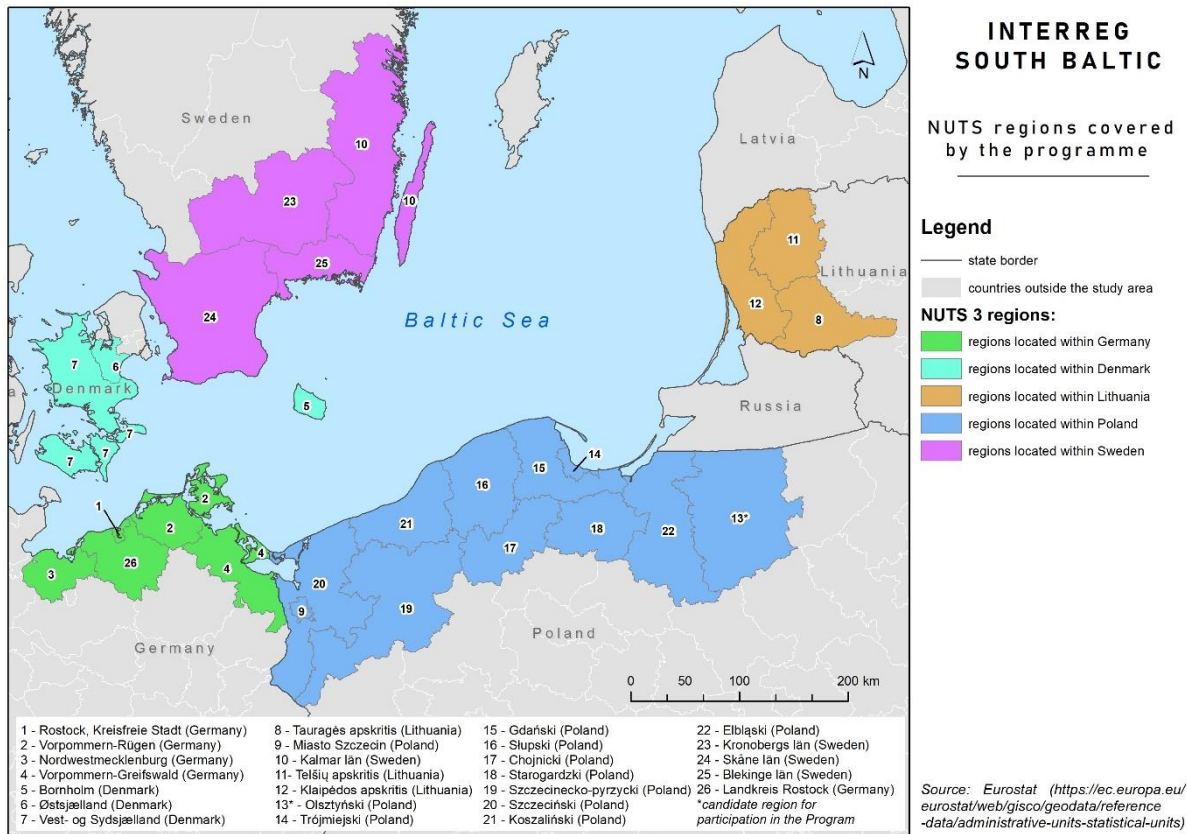 INTERREG
SOUTH BALTIC
NUTS regions covered
by the programme
Legend
state border
countries outside the study area
NUTS 3 regions:
regions located within Germany
regions located within Denmark
regions located within Lithuania
regions located within Poland
regions located within Sweden
N
Sweden
Latvia
10
23
10
11
25
Lithuania
24
12
8
Baltic Sea
7
6
Denmark
a
5
Russia
7
7
7
14
15
2
16
1
21
2
18
22
13*
17
4
26
4
3
20
19
9
Germany
Poland
0 50 100 200 km
1 - Rostock, Kreisfreie Stadt (Germany)
2 - Vorpommern-Rügen (Germany)
3 - Nordwestmecklenburg (Germany)
4 - Vorpommern-Greifswald (Germany)
5 - Bornholm (Denmark)
6 - Østsjælland (Denmark)
7 - Vest- og Sydsjælland (Denmark)
8 - Tauragės apskritis (Lithuania)
9 - Miasto Szczecin (Poland)
10 - Kalmar län (Sweden)
11- Telšių apskritis (Lithuania)
12 - Klaipėdos apskritis (Lithuania)
13* - Olsztyński (Poland)
14 - Trójmiejski (Poland)
15 - Gdański (Poland)
16 - Słupski (Poland)
17 - Chojnicki (Poland)
18 - Starogardzki (Poland)
19 - Szczecinecko-pyrzycki (Poland)
20 - Szczeciński (Poland)
21 - Koszaliński (Poland)
22 - Elbląski (Poland)
23 - Kronobergs län (Sweden)
24 - Skåne län (Sweden)
25 - Blekinge län (Sweden)
26 - Landkreis Rostock (Germany)
*candidate region for
participation in the Program
Source: Eurostat (https://ec.europa.eu/
eurostat/web/gisco/geodata/reference
-data/administrative-units-statistical-units)